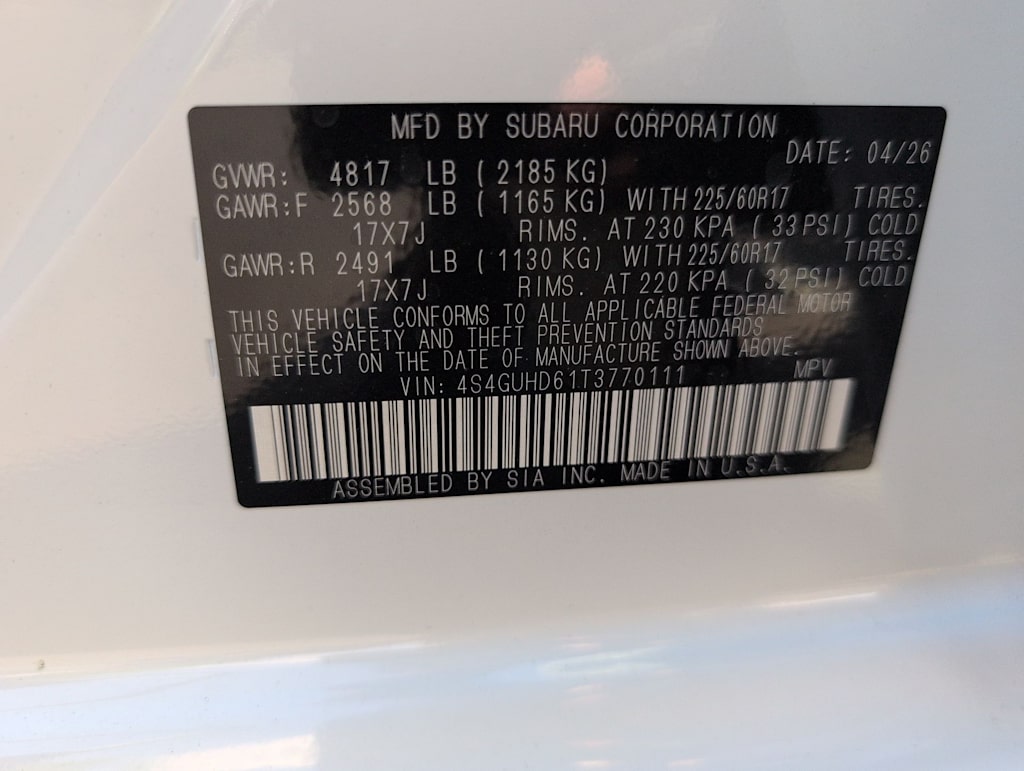 MFD BY SUBARU CORPORATION
DATE: 04/26
GVWR: 4817 LB ( 2185 KG)
GAWR:F 2568 LB ( 1165 KG) WITH 225/60R17 TIRES.
17X7J RIMS. AT 230 KPA ( 33 PSI) COLD
GAWR:R 2491 LB ( 1130 KG) WITH 225/60R17 TIRES.
17X7J RIMS. AT 220 KPA ( 32 PSI) COLD
THIS VEHICLE CONFORMS TO ALL APPLICABLE FEDERAL MOTOR
VEHICLE SAFETY AND THEFT PREVENTION STANDARDS
IN EFFECT ON THE DATE OF MANUFACTURE SHOWN ABOVE.
VIN: 4S4GUHD61T3770111 MPV
ASSEMBLED BY SIA INC. MADE IN U.S.A.